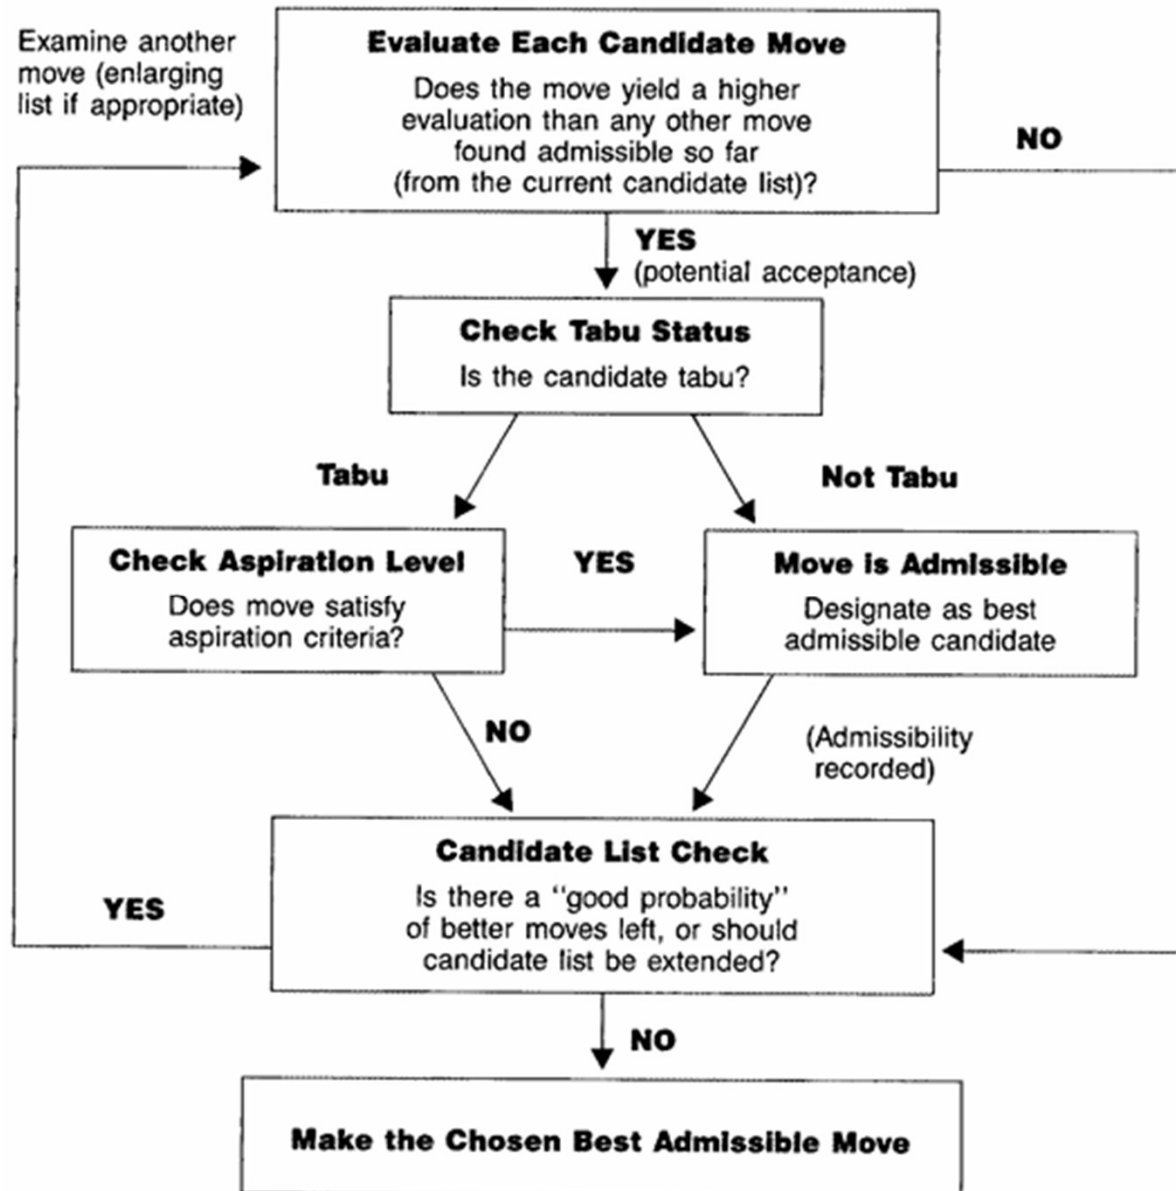 Examine another
move (enlarging
list if appropriate)
Evaluate Each Candidate Move
Does the move yield a higher
evaluation than any other move
found admissible so far
(from the current candidate list)?
NO
YES
(potential acceptance)
Check Tabu Status
Is the candidate tabu?
Tabu
Not Tabu
Check Aspiration Level
Does move satisfy
aspiration criteria?
YES
Move is Admissible
Designate as best
admissible candidate
NO
(Admissibility
recorded)
Candidate List Check
Is there a "good probability"
of better moves left, or should
candidate list be extended?
YES
NO
Make the Chosen Best Admissible Move